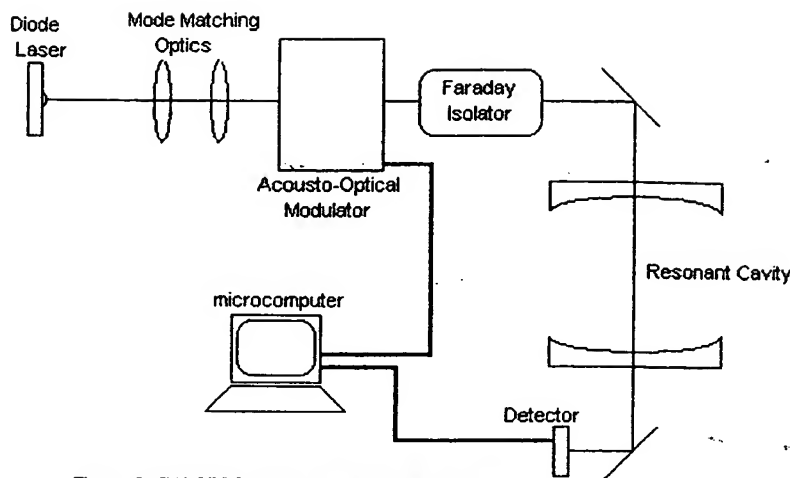 Diode
Laser
Mode Matching
Optics
Faraday
Isolator
Acousto-Optical
Modulator
Resonant Cavity
microcomputer
Detector